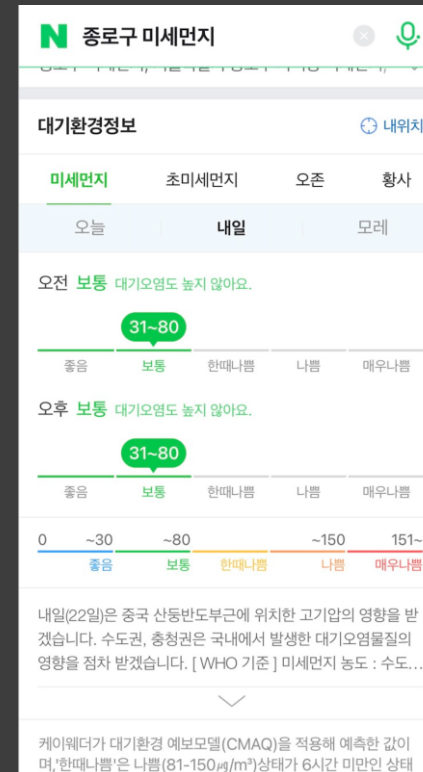 N 종로구 미세먼지
대기환경정보 내위치
미세먼지 초미세먼지 오존 황사
오늘 내일 모레
오전 보통 대기오염도 높지 않아요.
31~80
좋음 보통 한때나쁨 나쁨 매우나쁨
오후 보통 대기오염도 높지 않아요.
31~80
좋음 보통 한때나쁨 나쁨 매우나쁨
0 ~30 ~80 ~150 151~
좋음 보통 한때나쁨 나쁨 매우나쁨
내일(22일)은 중국 산둥반도부근에 위치한 고기압의 영향을 받
겠습니다. 수도권, 충청권은 국내에서 발생한 대기오염물질의
영향을 점차 받겠습니다. [ WHO 기준 ] 미세먼지 농도 : 수도…
케이웨더가 대기환경 예보모델(CMAQ)을 적용해 예측한 값이
며,'한때나쁨'은 나쁨(81-150㎍/m³)상태가 6시간 미만인 상태